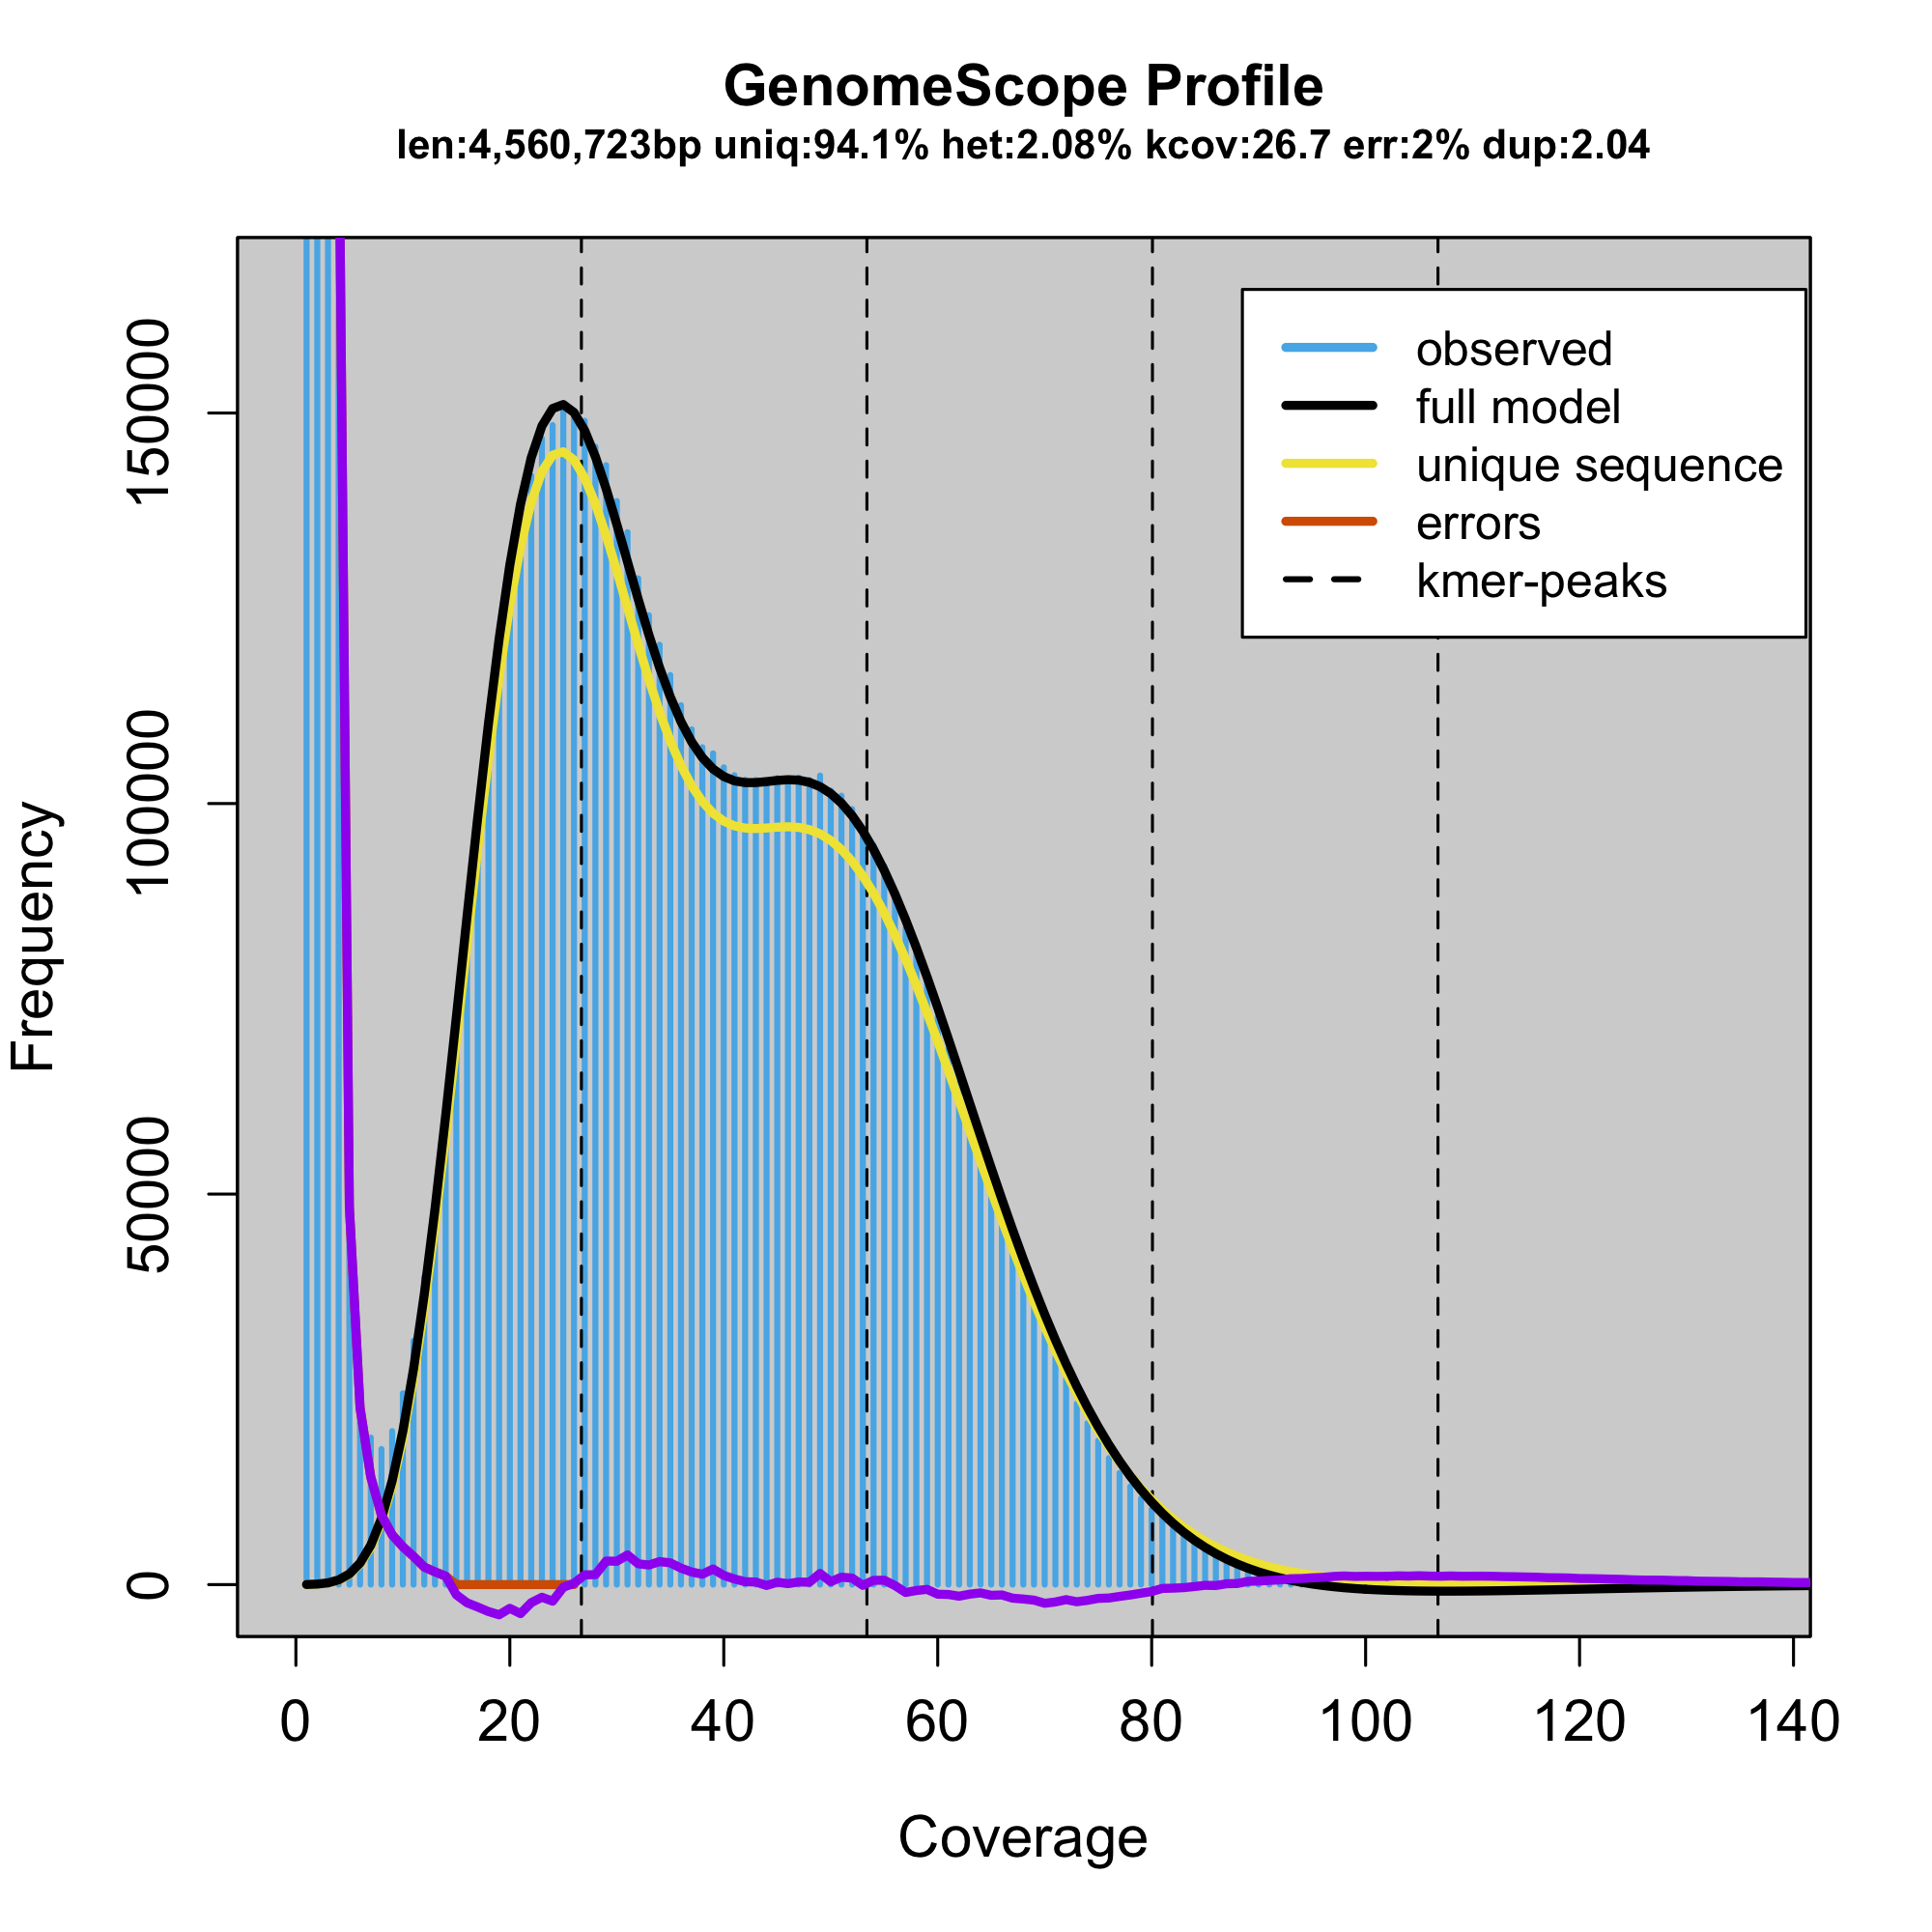 GenomeScope Profile
len:4,560,723bp uniq:94.1% het:2.08% kcov:26.7 err:2% dup:2.04
observed
full model
unique sequence
errors
kmer-peaks
Frequency
150000
100000
50000
0
0 20 40 60 80 100 120 140
Coverage